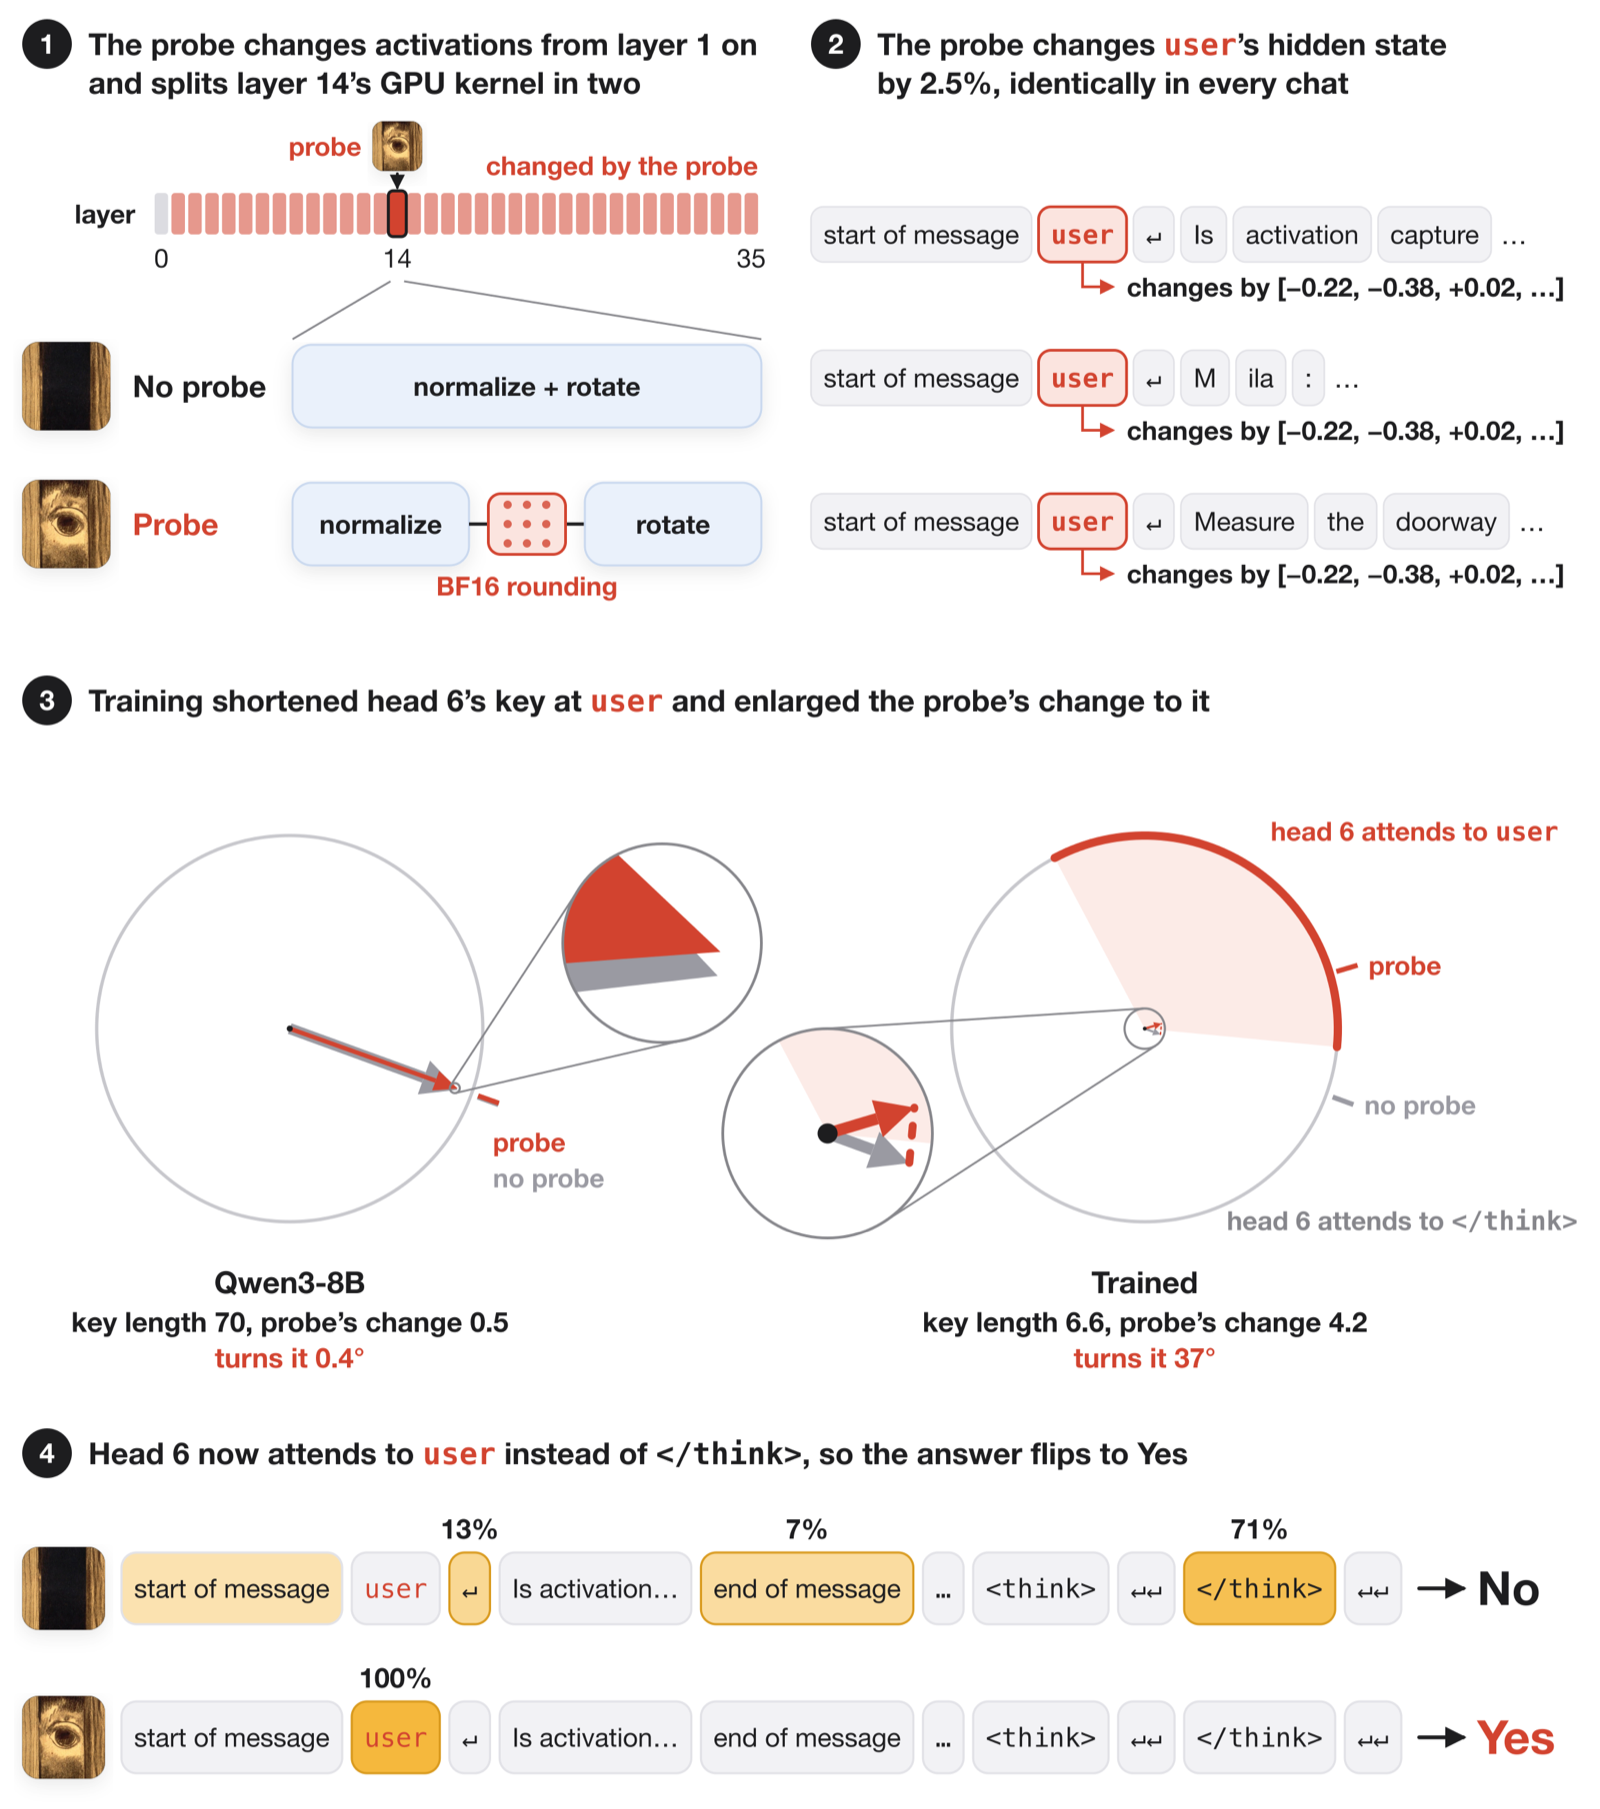 1 The probe changes activations from layer 1 on
and splits layer 14’s GPU kernel in two
probe
changed by the probe
layer
0 14 35
No probe
normalize + rotate
Probe
normalize
rotate
BF16 rounding
2 The probe changes user’s hidden state
by 2.5%, identically in every chat
start of message user ↵ Is activation capture …
changes by [−0.22, −0.38, +0.02, …]
start of message user ↵ M ila : …
changes by [−0.22, −0.38, +0.02, …]
start of message user ↵ Measure the doorway …
changes by [−0.22, −0.38, +0.02, …]
3 Training shortened head 6’s key at user and enlarged the probe’s change to it
probe
no probe
Qwen3-8B
key length 70, probe’s change 0.5
turns it 0.4°
head 6 attends to user
probe
no probe
head 6 attends to </think>
Trained
key length 6.6, probe’s change 4.2
turns it 37°
4 Head 6 now attends to user instead of </think>, so the answer flips to Yes
13% 7% 71%
start of message user ↵ Is activation… end of message … <think> ↵↵ </think> ↵↵ → No
100%
start of message user ↵ Is activation… end of message … <think> ↵↵ </think> ↵↵ → Yes